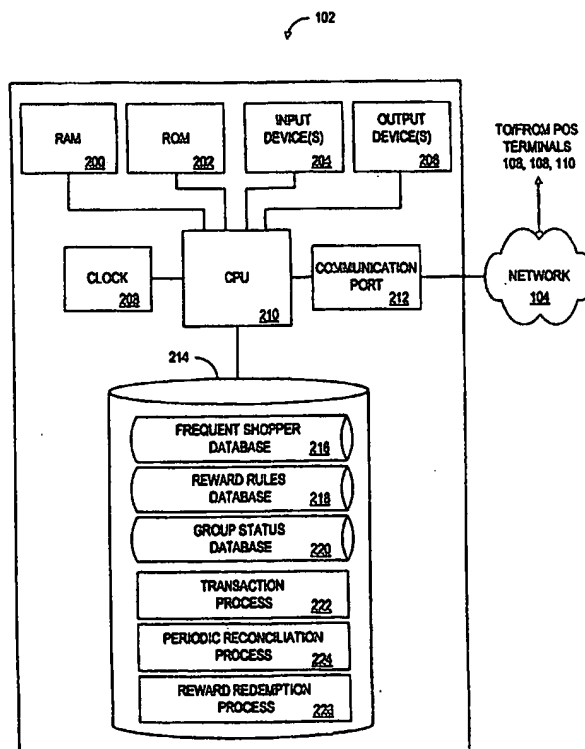 102
RAM
200
ROM
202
INPUT
DEVICE(S)
204
OUTPUT
DEVICE(S)
206
TO/FROM POS
TERMINALS
108, 108, 110
CLOCK
208
CPU
210
COMMUNICATION
PORT
212
NETWORK
104
214
FREQUENT SHOPPER
DATABASE
216
REWARD RULES
DATABASE
218
GROUP STATUS
DATABASE
220
TRANSACTION
PROCESS
222
PERIODIC RECONCILIATION
PROCESS
224
REWARD REDEMPTION
PROCESS
223